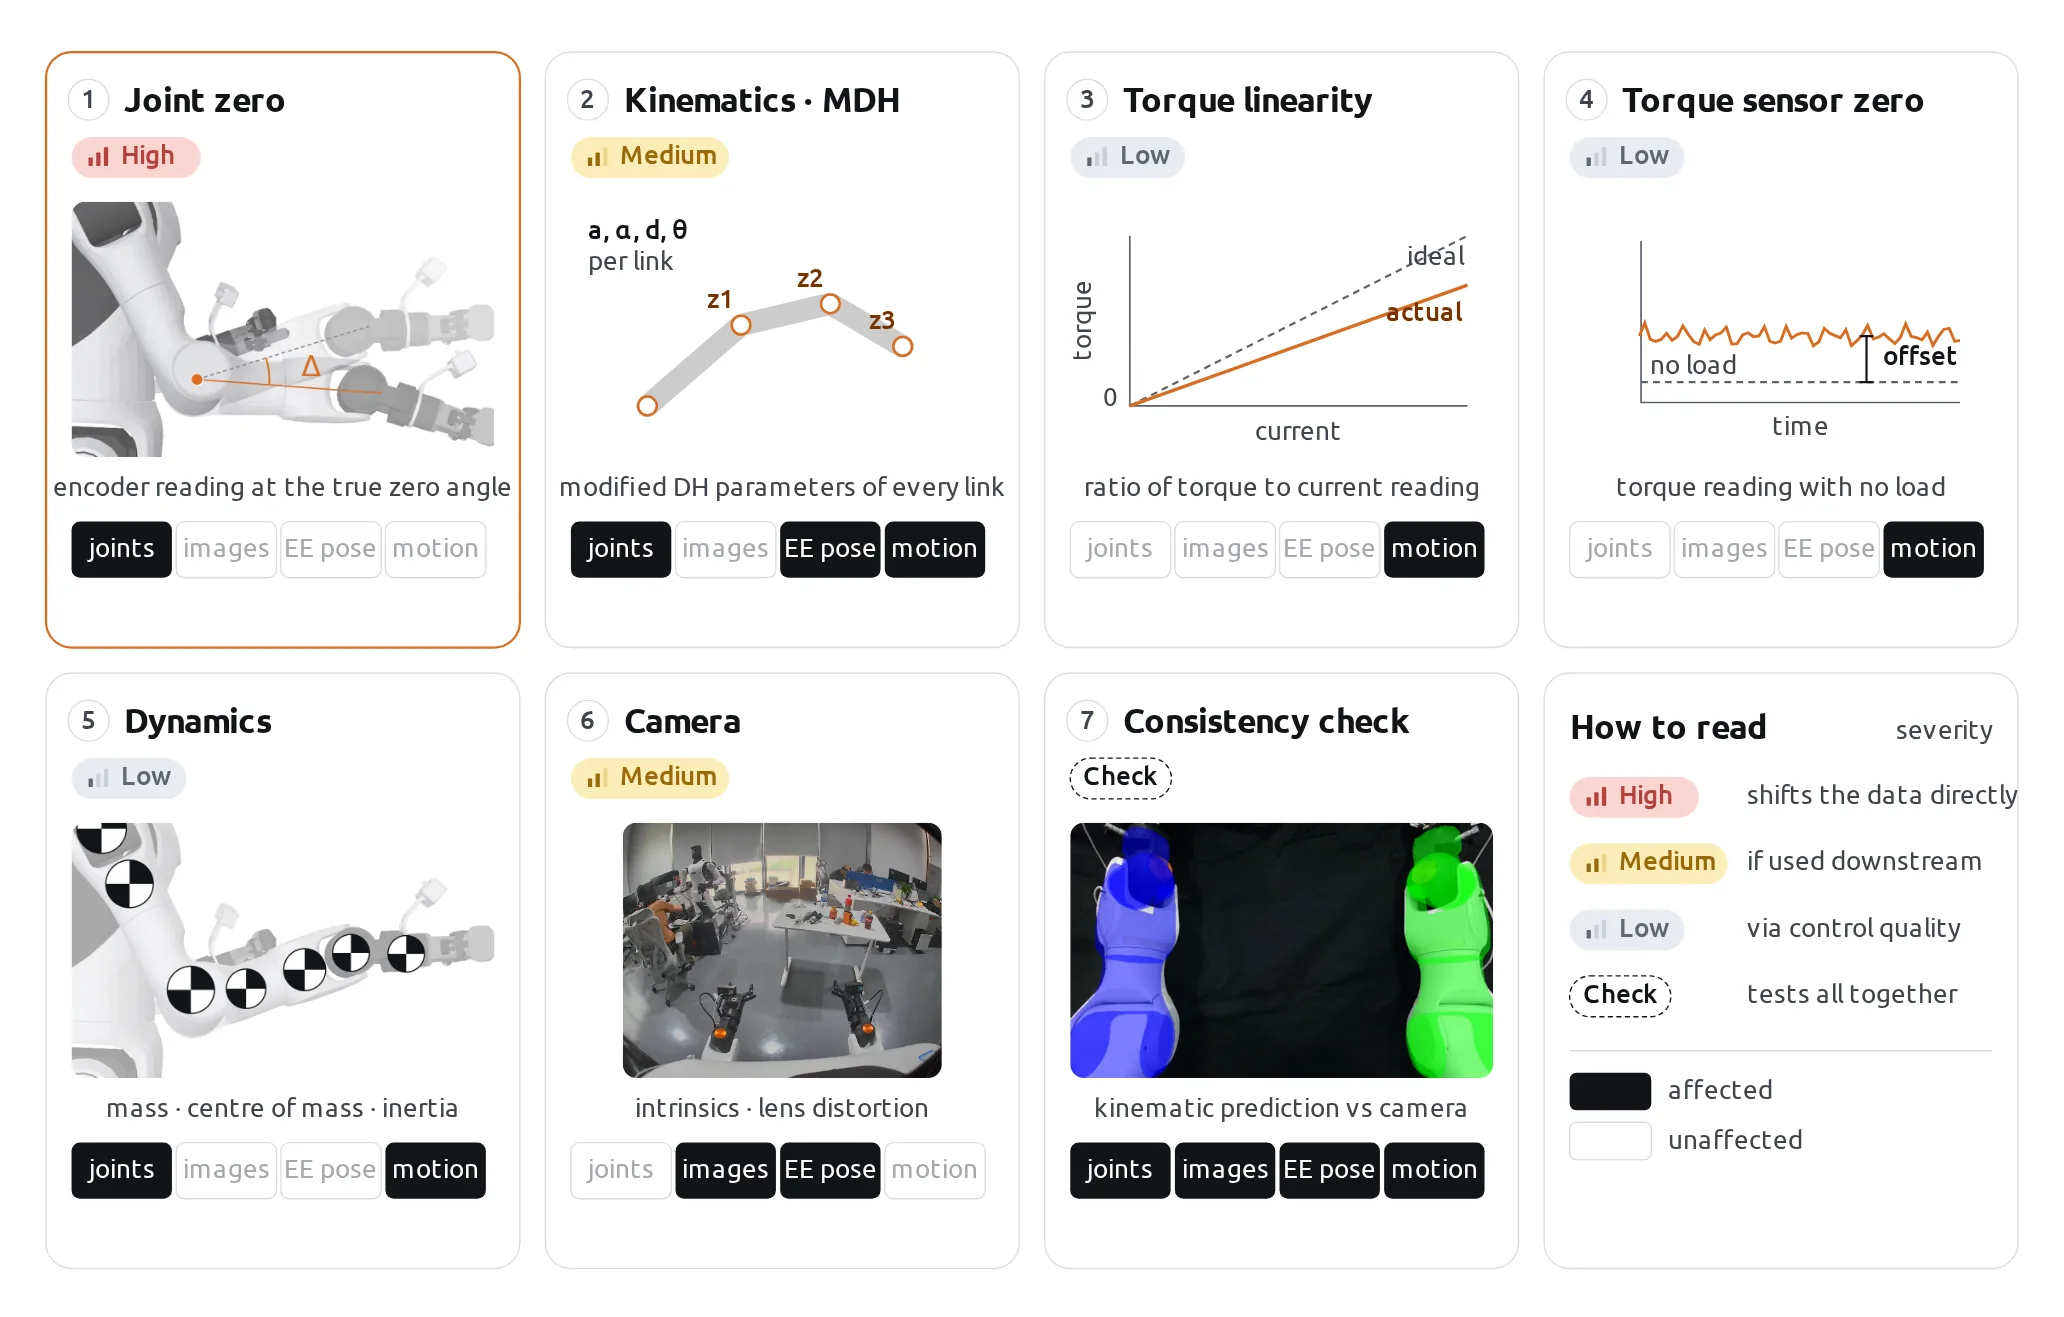 1 Joint zero
High
Δ
encoder reading at the true zero angle
joints images EE pose motion
2 Kinematics · MDH
Medium
a, α, d, θ
per link
z1
z2
z3
modified DH parameters of every link
joints images EE pose motion
3 Torque linearity
Low
torque
ideal
actual
0
current
ratio of torque to current reading
joints images EE pose motion
4 Torque sensor zero
Low
no load
offset
time
torque reading with no load
joints images EE pose motion
5 Dynamics
Low
mass · centre of mass · inertia
joints images EE pose motion
6 Camera
Medium
intrinsics · lens distortion
joints images EE pose motion
7 Consistency check
Check
kinematic prediction vs camera
joints images EE pose motion
How to read severity
High shifts the data directly
Medium if used downstream
Low via control quality
Check tests all together
affected
unaffected